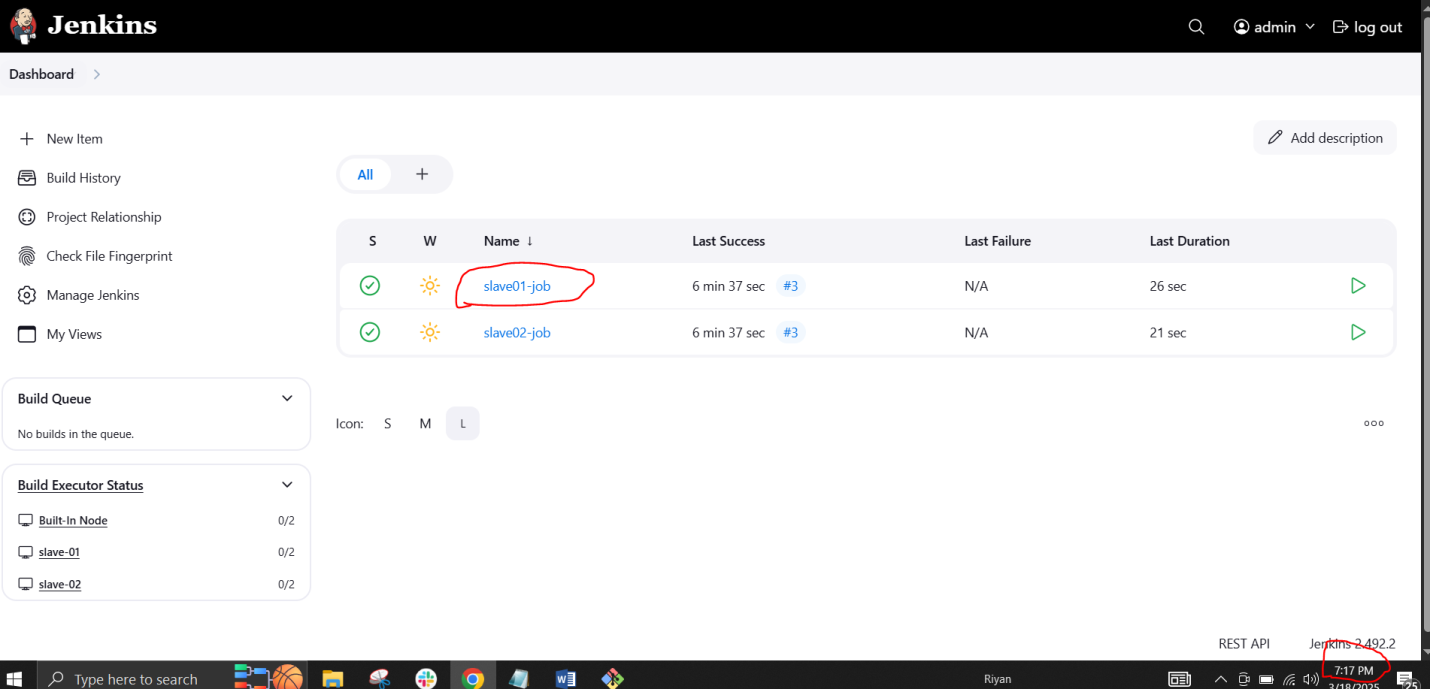 Jenkins
admin
log out
Dashboard
New Item
Add description
Build History
All
Project Relationship
S W Name ↓ Last Success Last Failure Last Duration
Check File Fingerprint
slave01-job 6 min 37 sec #3 N/A 26 sec
Manage Jenkins
slave02-job 6 min 37 sec #3 N/A 21 sec
My Views
Build Queue
No builds in the queue.
Icon: S M L
Build Executor Status
Built-In Node 0/2
slave-01 0/2
slave-02 0/2
REST API Jenkins 2.492.2
Type here to search
Riyan
7:17 PM
3/18/2025
25